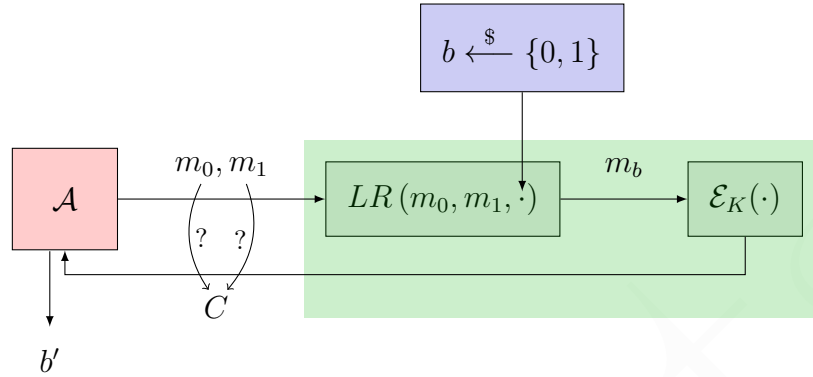 b $← {0, 1}
m₀, m₁
𝒜
LR (m₀, m₁, ·)
m_b
ℰ_K(·)
? ?
C
b′